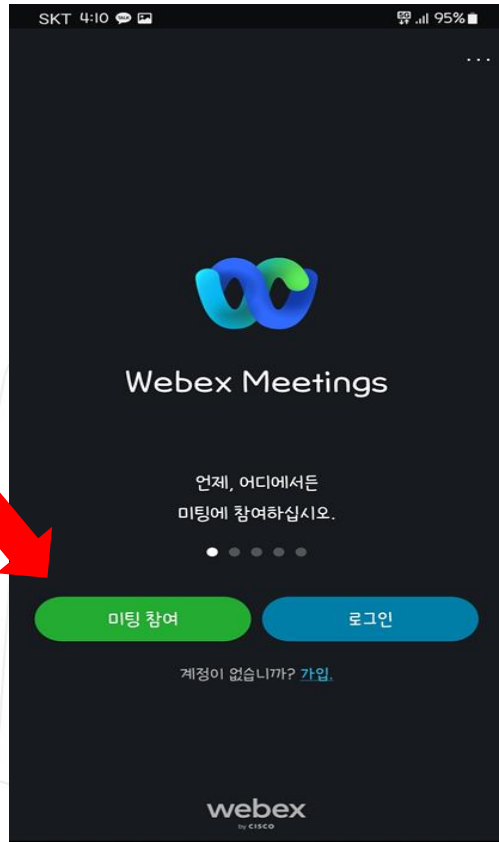 SKT 4:10
5G 95%
Webex Meetings
언제, 어디에서든
미팅에 참여하십시오.
미팅 참여
로그인
계정이 없습니까? 가입.
webex
by CISCO